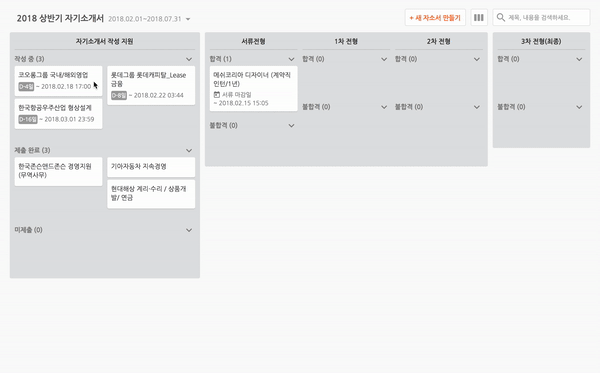 2018 상반기 자기소개서 2018.02.01~2018.07.31
+ 새 자소서 만들기
제목, 내용을 검색하세요.
자기소개서 작성 지원
작성 중 (3)
코오롱그룹 국내/해외영업
D-4일 ~ 2018.02.18 17:00
롯데그룹 롯데캐피탈_Lease
금융
D-8일 ~ 2018.02.22 03:44
한국항공우주산업 형상설계
D-16일 ~ 2018.03.01 23:59
제출 완료 (3)
한국존슨앤드존슨 경영지원
(무역사무)
기아자동차 지속경영
현대해상 계리·수리 / 상품개
발/ 연금
미제출 (0)
서류전형
합격 (1)
메쉬코리아 디자이너 (계약직
인턴/1년)
서류 마감일
~ 2018.02.15 15:05
불합격 (0)
1차 전형
합격 (0)
불합격 (0)
2차 전형
합격 (0)
불합격 (0)
3차 전형(최종)
합격 (0)
불합격 (0)